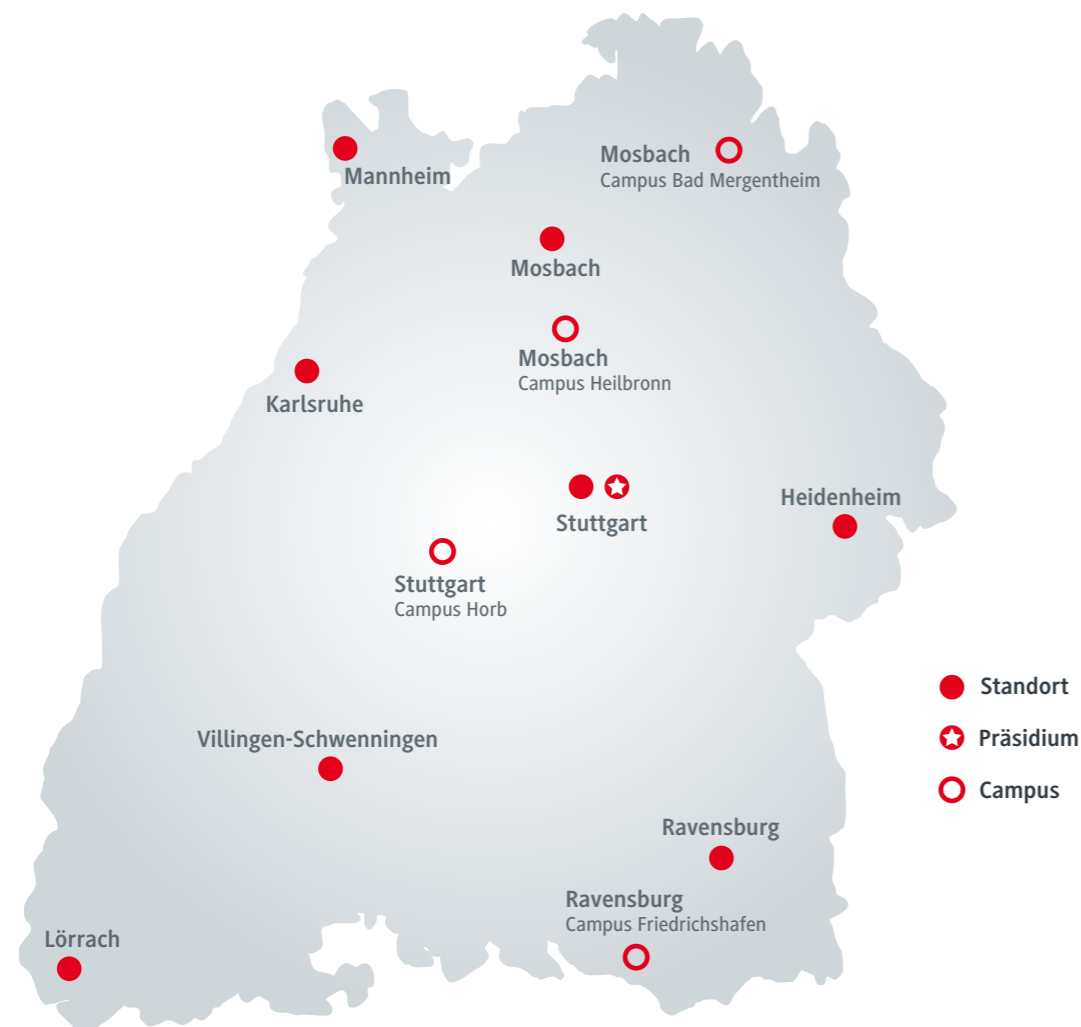 Mosbach
Campus Bad Mergentheim
Mannheim
Mosbach
Mosbach
Campus Heilbronn
Karlsruhe
Heidenheim
Stuttgart
Stuttgart
Campus Horb
Standort
Präsidium
Villingen-Schwenningen
Campus
Ravensburg
Ravensburg
Campus Friedrichshafen
Lörrach